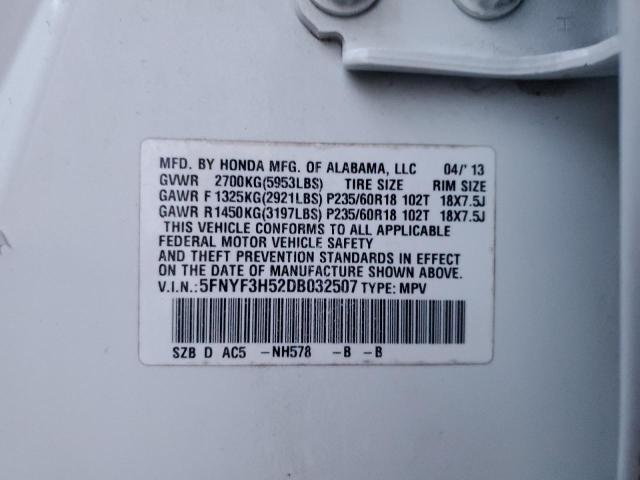 MFD. BY HONDA MFG. OF ALABAMA, LLC 04/'13
GVWR 2700KG(5953LBS) TIRE SIZE RIM SIZE
GAWR F 1325KG(2921LBS) P235/60R18 102T 18X7.5J
GAWR R1450KG(3197LBS) P235/60R18 102T 18X7.5J
THIS VEHICLE CONFORMS TO ALL APPLICABLE
FEDERAL MOTOR VEHICLE SAFETY
AND THEFT PREVENTION STANDARDS IN EFFECT
ON THE DATE OF MANUFACTURE SHOWN ABOVE.
V.I.N.:5FNYF3H52DB032507 TYPE: MPV
SZB D AC5 -NH578 -B -B